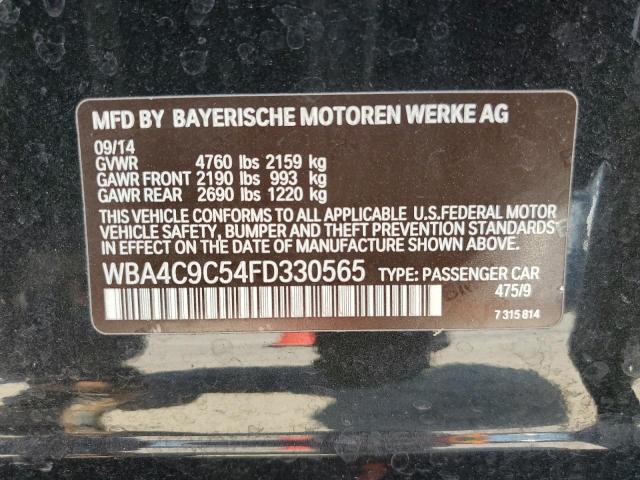 MFD BY BAYERISCHE MOTOREN WERKE AG
09/14
GVWR 4760 lbs 2159 kg
GAWR FRONT 2190 lbs 993 kg
GAWR REAR 2690 lbs 1220 kg
THIS VEHICLE CONFORMS TO ALL APPLICABLE U.S.FEDERAL MOTOR
VEHICLE SAFETY, BUMPER AND THEFT PREVENTION STANDARDS
IN EFFECT ON THE DATE OF MANUFACTURE SHOWN ABOVE.
WBA4C9C54FD330565 TYPE: PASSENGER CAR
475/9
7 315 814